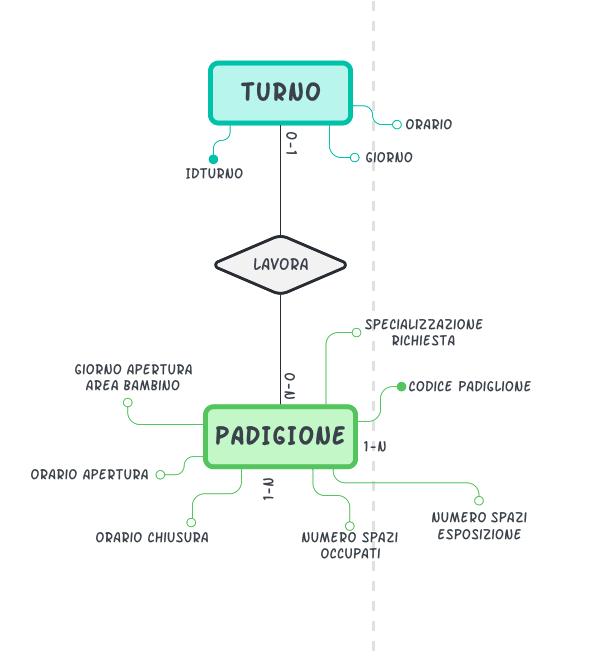 TURNO
ORARIO
GIORNO
IDTURNO
0-1
LAVORA
SPECIALIZZAZIONE
RICHIESTA
GIORNO APERTURA
AREA BAMBINO
0-N
CODICE PADIGLIONE
PADIGIONE
1-N
ORARIO APERTURA
1-N
NUMERO SPAZI
ESPOSIZIONE
ORARIO CHIUSURA
NUMERO SPAZI
OCCUPATI